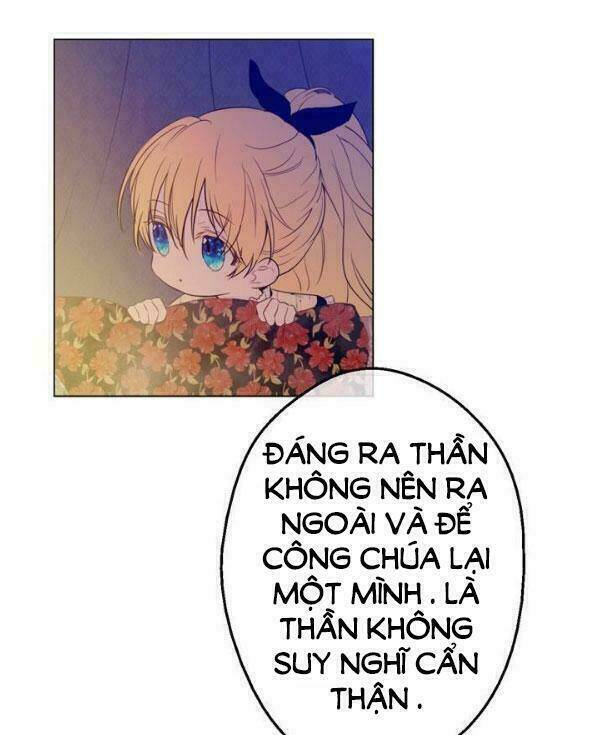 ĐÁNG RA THẦN
KHÔNG NÊN RA
NGOÀI VÀ ĐỂ
CÔNG CHÚA LẠI
MỘT MÌNH . LÀ
THẦN KHÔNG
SUY NGHĨ CẨN
THẬN .